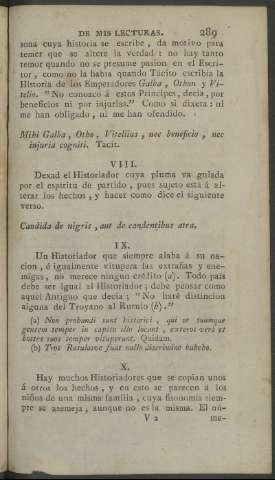 DE MIS LECTURAS. 289
sona cuya historia se escribe , da motivo para
temer que se altere la verdad : no hay tanto
temor quando no se presume pasion en el Escri-
tor , como no la habia quando Tácito escribia la
Historia de los Emperadores Galba , Othon y Vi-
telio. "No conozco á estos Príncipes, decia, por
beneficios ni por injurias." Como si dixera : ni
me han obligado , ni me han ofendido.
Mihi Galba , Otho , Vitellius , nec beneficio , nec
injuria cogniti. Tacit.
VIII.
Dexad el Historiador cuya pluma va guiada
por el espíritu de partido , pues sujeto está á al-
terar los hechos , y hacer como dice el siguiente
verso.
Candida de nigris , aut de candentibus atra.
IX.
Un Historiador que siempre alaba á su na-
cion , é igualmente vitupera las extrañas y ene-
migas, no merece ningun crédito (a). Todo pais
debe ser igual al Historiador ; debe pensar como
aquel Antiguo que decia ; "No haré distincion
alguna del Troyano al Rutulo (b)."
(a) Non probandi sunt historici , qui se suamque
gentem semper in capitu illo locant , cæteros verò et
hostes suos semper vituperant. Quidam.
(b) Tros Rutulusve fuat nullo discrimine habebo.
X.
Hay muchos Historiadores que se copian unos
á otros los hechos , y en esto se parecen á los
niños de una misma familia , cuya fisonomía siem-
pre se asemeja , aunque no es la misma. El nú-
V 2 me-